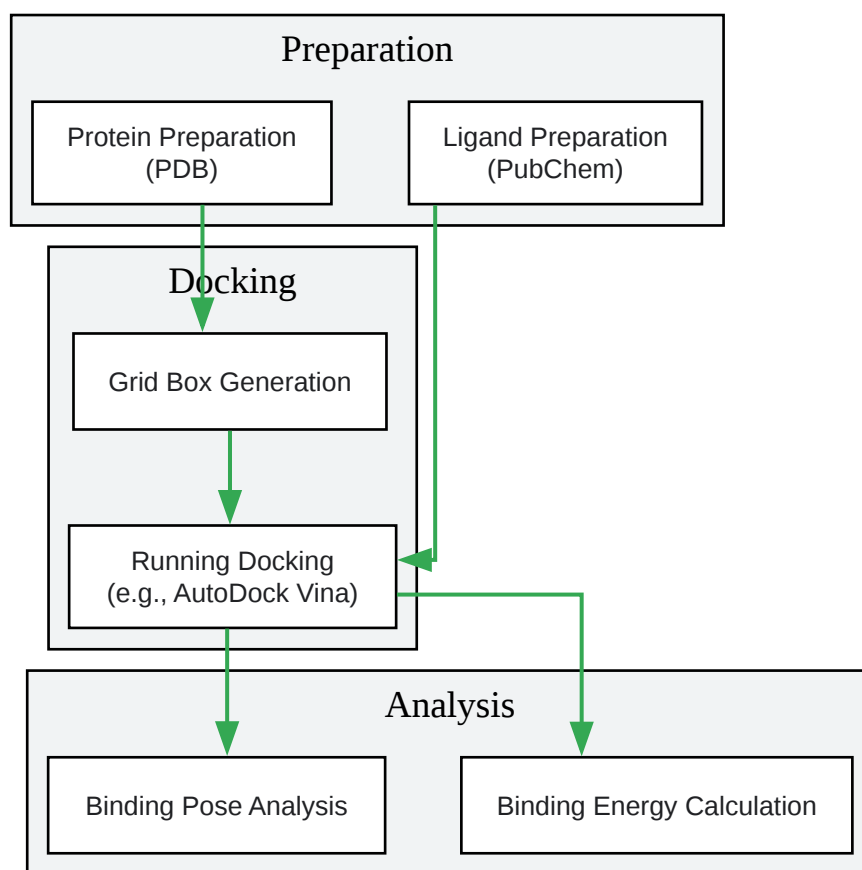 Preparation
Protein Preparation
(PDB)
Ligand Preparation
(PubChem)
Docking
Grid Box Generation
Running Docking
(e.g., AutoDock Vina)
Analysis
Binding Pose Analysis
Binding Energy Calculation